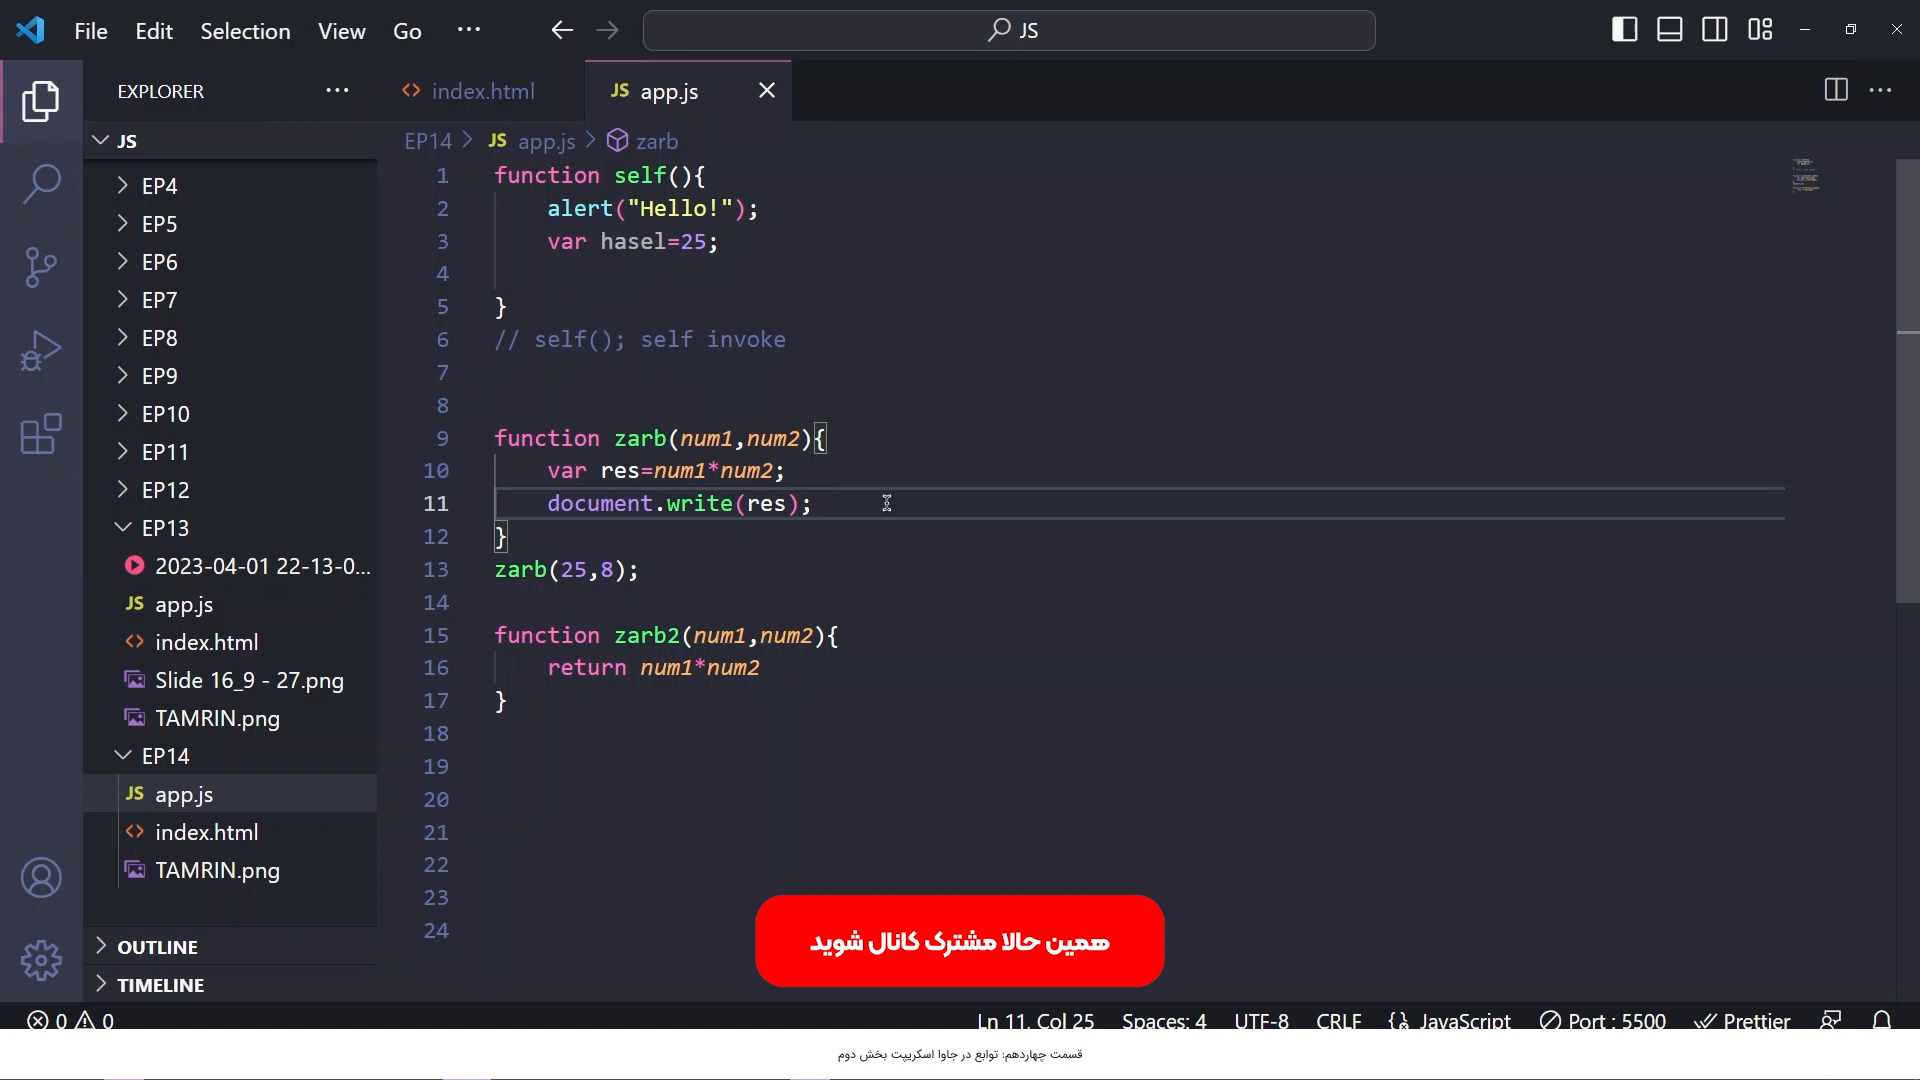 File Edit Selection View Go ···
JS
EXPLORER ···
index.html
JS app.js
JS
EP14 > JS app.js > zarb
EP4
EP5
EP6
EP7
EP8
EP9
EP10
EP11
EP12
EP13
2023-04-01 22-13-0...
JS app.js
index.html
Slide 16_9 - 27.png
TAMRIN.png
EP14
JS app.js
index.html
TAMRIN.png
OUTLINE
TIMELINE
1 function self(){
2 alert("Hello!");
3 var hasel=25;
4
5 }
6 // self(); self invoke
7
8
9 function zarb(num1,num2){
10 var res=num1*num2;
11 document.write(res);
12 }
13 zarb(25,8);
14
15 function zarb2(num1,num2){
16 return num1*num2
17 }
18
19
20
21
22
23
24
همین حالا مشترک کانال شوید
0 0 Ln 11, Col 25 Spaces: 4 UTF-8 CRLF {} JavaScript Port : 5500 Prettier
قسمت چهاردهم: توابع در جاوا اسکریپت بخش دوم